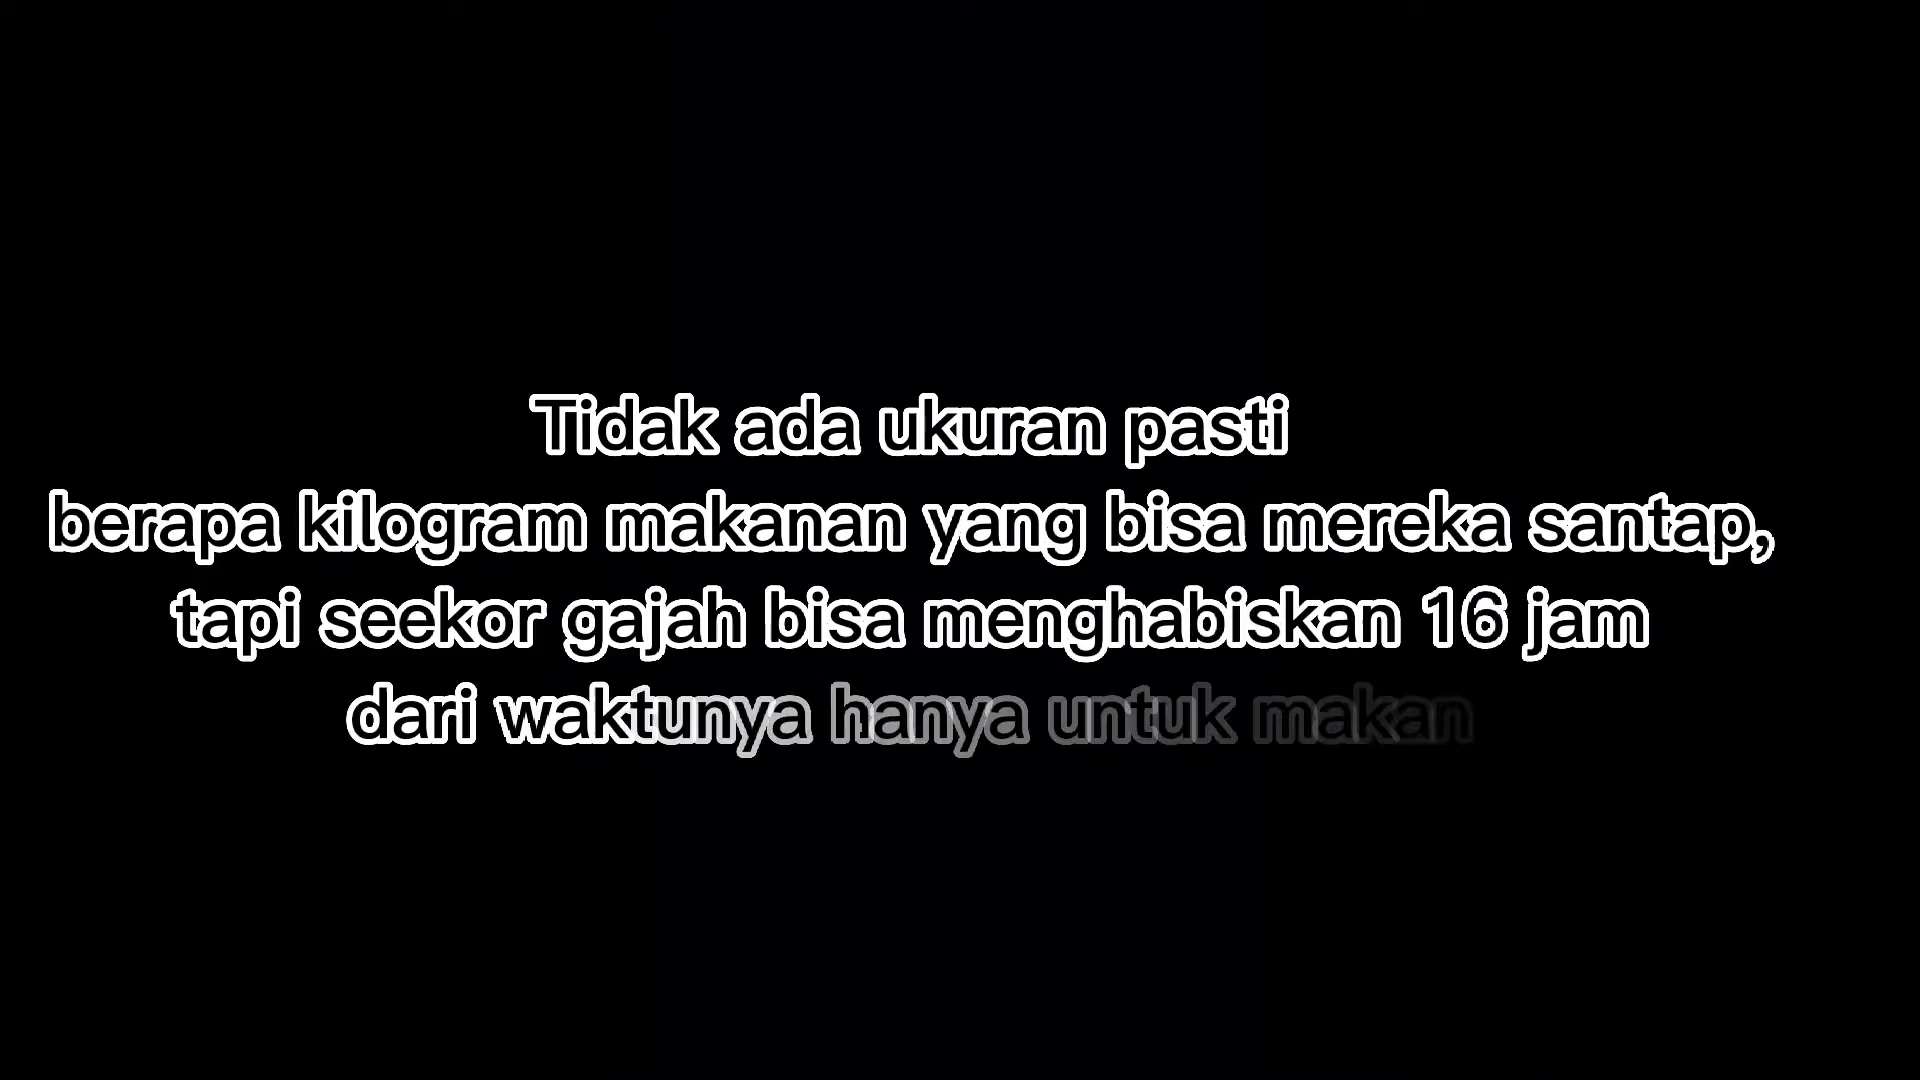 Tidak ada ukuran pasti
berapa kilogram makanan yang bisa mereka santap,
tapi seekor gajah bisa menghabiskan 16 jam
dari waktunya hanya untuk makan